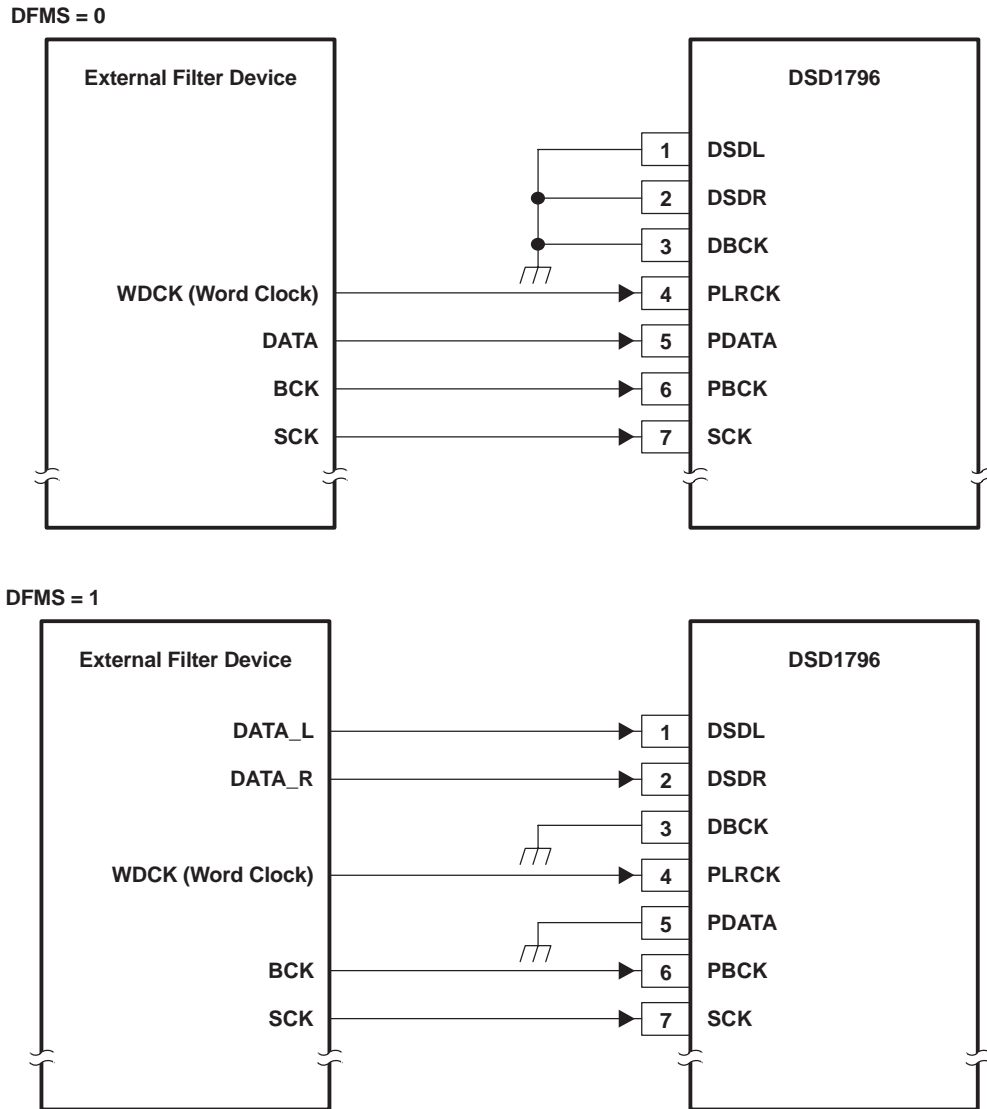 DFMS = 0
External Filter Device
DSD1796
1 DSDL
2 DSDR
3 DBCK
WDCK (Word Clock) 4 PLRCK
DATA 5 PDATA
BCK 6 PBCK
SCK 7 SCK
DFMS = 1
External Filter Device
DSD1796
DATA_L 1 DSDL
DATA_R 2 DSDR
3 DBCK
WDCK (Word Clock) 4 PLRCK
5 PDATA
BCK 6 PBCK
SCK 7 SCK